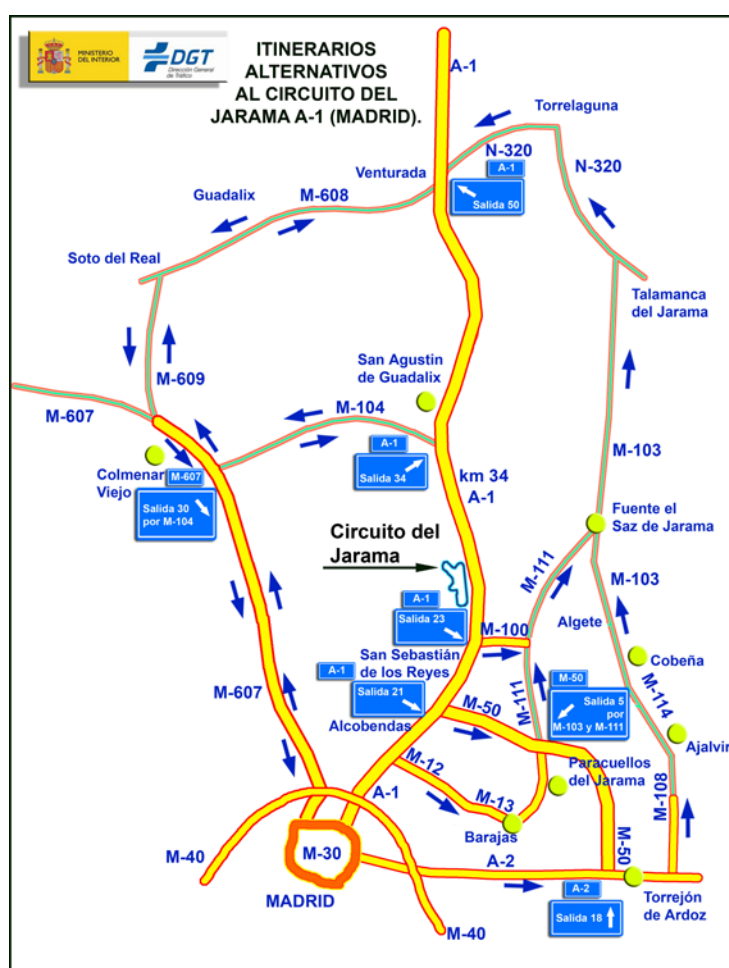 MINISTERIO
DEL INTERIOR
DGT
Dirección General
de Tráfico
ITINERARIOS
ALTERNATIVOS
AL CIRCUITO DEL
JARAMA A-1 (MADRID).
A-1
Torrelaguna
N-320
N-320
Venturada
A-1
Salida 50
M-608
Guadalix
Soto del Real
Talamanca
del Jarama
M-609
San Agustin
de Guadalix
M-607
M-104
A-1
Salida 34
km 34
A-1
M-103
Colmenar
Viejo
M-607
Salida 30
por M-104
Fuente el
Saz de Jarama
Circuito del
Jarama
M-111
M-103
A-1
Salida 23
M-100
Algete
San Sebastián
de los Reyes
Cobeña
A-1
Salida 21
M-50
M-111
M-50
Salida 5
por
M-103 y M-111
M-114
M-607
Alcobendas
Ajalvir
M-12
Paracuellos
del Jarama
A-1
M-13
M-108
Barajas
M-40
M-30
A-2
M-50
MADRID
A-2
Salida 18
Torrejón
de Ardoz
M-40